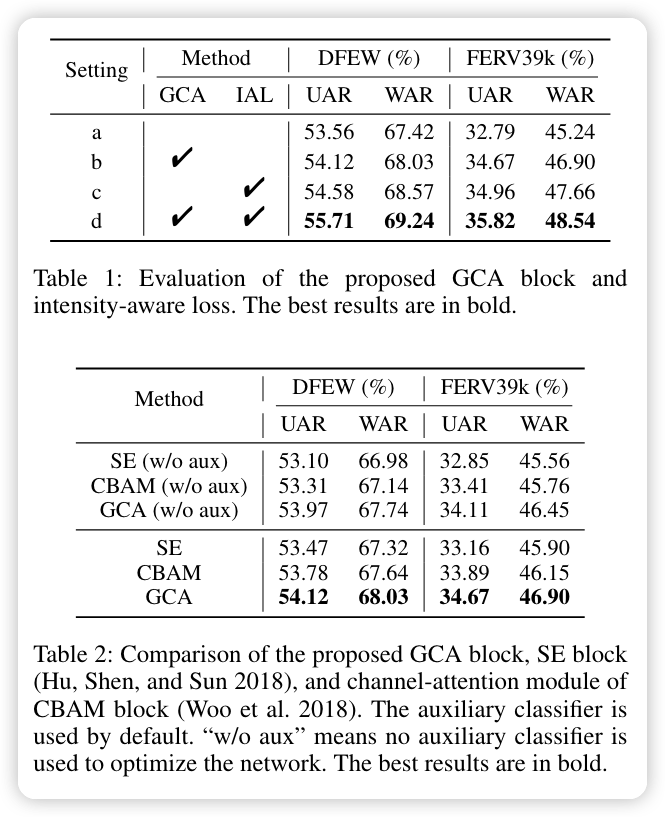 Setting Method DFEW (%) FERV39k (%)
GCA IAL UAR WAR UAR WAR
a 53.56 67.42 32.79 45.24
b ✔ 54.12 68.03 34.67 46.90
c ✔ 54.58 68.57 34.96 47.66
d ✔ ✔ 55.71 69.24 35.82 48.54
Table 1: Evaluation of the proposed GCA block and
intensity-aware loss. The best results are in bold.
Method DFEW (%) FERV39k (%)
UAR WAR UAR WAR
SE (w/o aux) 53.10 66.98 32.85 45.56
CBAM (w/o aux) 53.31 67.14 33.41 45.76
GCA (w/o aux) 53.97 67.74 34.11 46.45
SE 53.47 67.32 33.16 45.90
CBAM 53.78 67.64 33.89 46.15
GCA 54.12 68.03 34.67 46.90
Table 2: Comparison of the proposed GCA block, SE block
(Hu, Shen, and Sun 2018), and channel-attention module of
CBAM block (Woo et al. 2018). The auxiliary classifier is
used by default. “w/o aux” means no auxiliary classifier is
used to optimize the network. The best results are in bold.